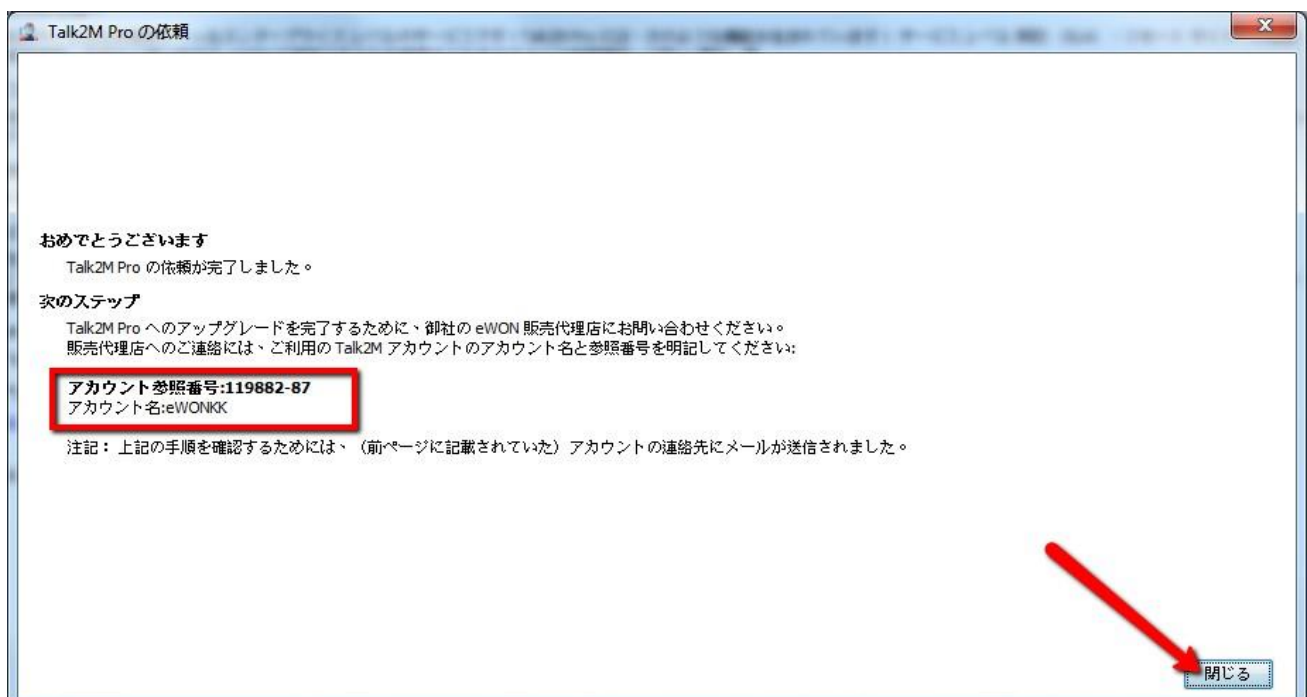 Talk2M Pro の依頼
おめでとうございます
Talk2M Pro の依頼が完了しました。
次のステップ
Talk2M Pro へのアップグレードを完了するために、御社の eWON 販売代理店にお問い合わせください。
販売代理店へのご連絡には、ご利用の Talk2M アカウントのアカウント名と参照番号を明記してください:
アカウント参照番号:119882-87
アカウント名:eWONKK
注記: 上記の手順を確認するためには、(前ページに記載されていた) アカウントの連絡先にメールが送信されました。
閉じる